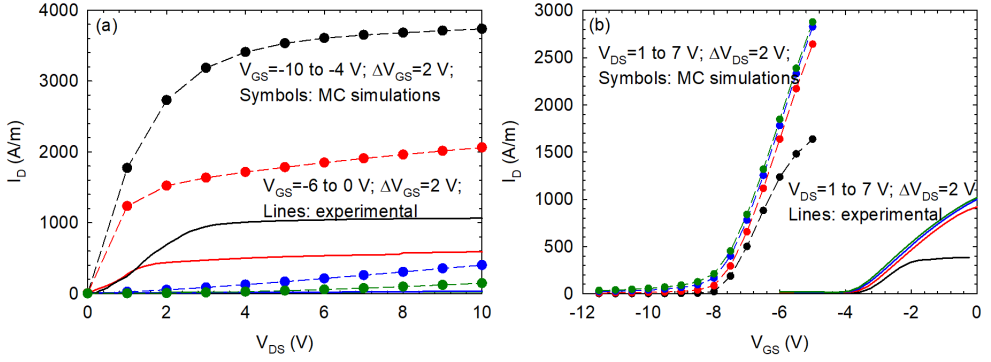 (a)
4000
3000
2000
1000
0
I_D (A/m)
V_GS=-10 to -4 V; ΔV_GS=2 V;
Symbols: MC simulations
V_GS=-6 to 0 V; ΔV_GS=2 V;
Lines: experimental
0 2 4 6 8 10
V_DS (V)
(b)
3000
2500
2000
1500
1000
500
0
I_D (A/m)
V_DS=1 to 7 V; ΔV_DS=2 V;
Symbols: MC simulations
V_DS=1 to 7 V; ΔV_DS=2 V
Lines: experimental
-12 -10 -8 -6 -4 -2 0
V_GS (V)